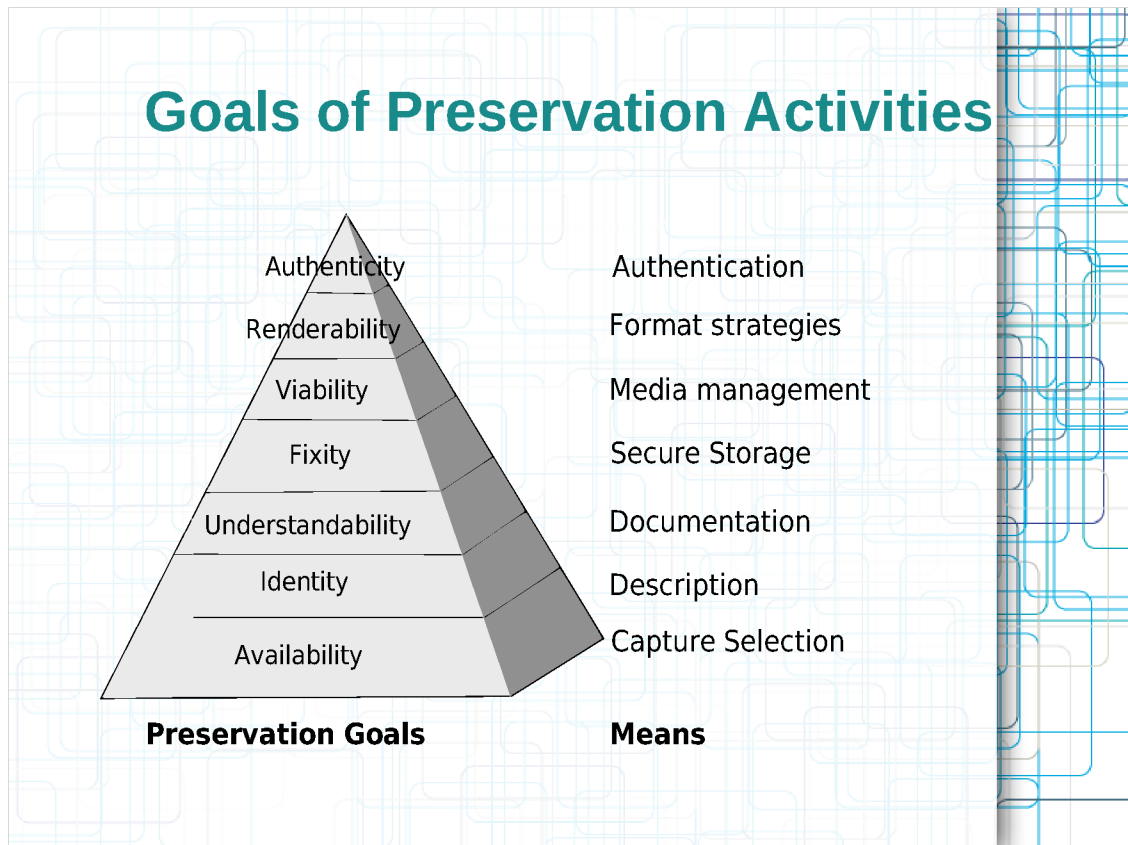 Goals of Preservation Activities
Authenticity
Authentication
Renderability
Format strategies
Viability
Media management
Fixity
Secure Storage
Understandability
Documentation
Identity
Description
Availability
Capture Selection
Preservation Goals
Means